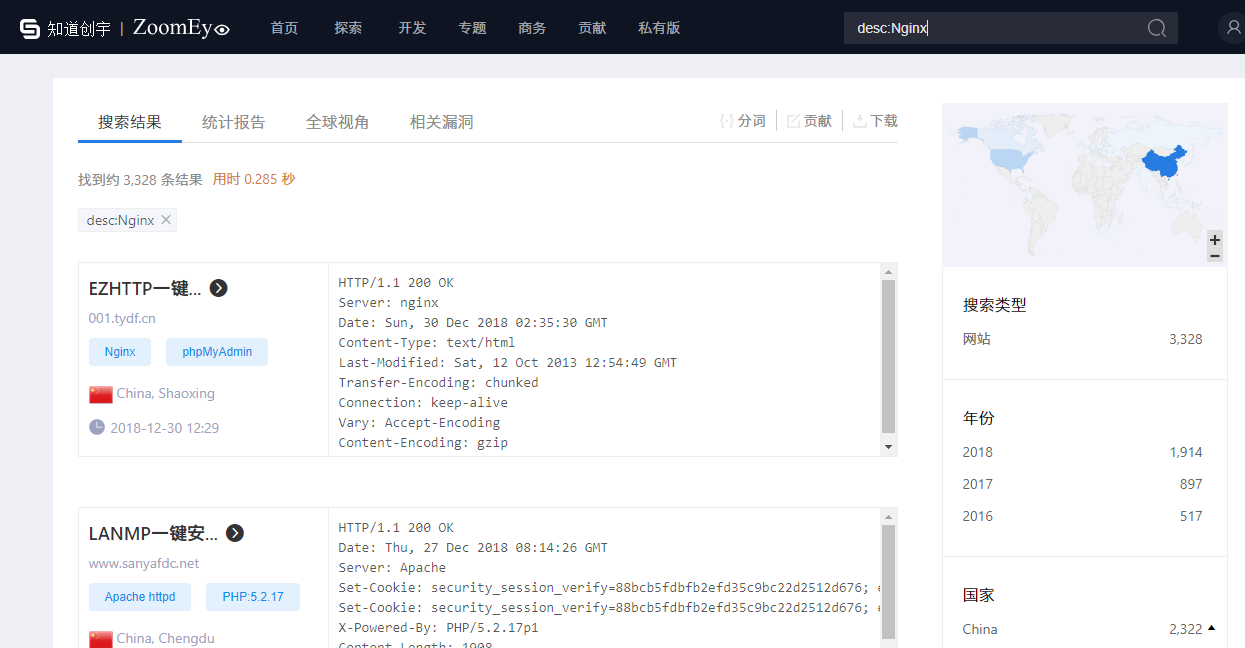 知道创宇 | ZoomEye 首页 探索 开发 专题 商务 贡献 私有版 desc:Nginx
搜索结果 统计报告 全球视角 相关漏洞 分词 贡献 下载
找到约 3,328 条结果 用时 0.285 秒
desc:Nginx
EZHTTP一键...
001.tydf.cn
Nginx phpMyAdmin
China, Shaoxing
2018-12-30 12:29
HTTP/1.1 200 OK
Server: nginx
Date: Sun, 30 Dec 2018 02:35:30 GMT
Content-Type: text/html
Last-Modified: Sat, 12 Oct 2013 12:54:49 GMT
Transfer-Encoding: chunked
Connection: keep-alive
Vary: Accept-Encoding
Content-Encoding: gzip
LANMP一键安...
www.sanyafdc.net
Apache httpd PHP:5.2.17
China, Chengdu
HTTP/1.1 200 OK
Date: Thu, 27 Dec 2018 08:14:26 GMT
Server: Apache
Set-Cookie: security_session_verify=88bcb5fdbfb2efd35c9bc22d2512d676; e
Set-Cookie: security_session_verify=88bcb5fdbfb2efd35c9bc22d2512d676; e
X-Powered-By: PHP/5.2.17p1
Content-Length: 1908
搜索类型
网站 3,328
年份
2018 1,914
2017 897
2016 517
国家
China 2,322